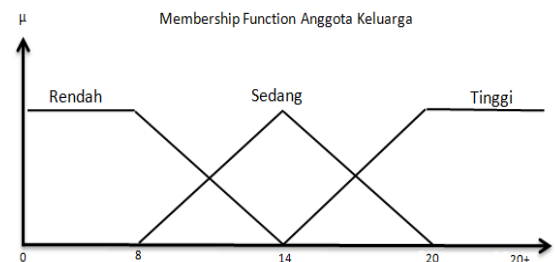 μ
Membership Function Anggota Keluarga
Rendah Sedang Tinggi
0 8 14 20 20+